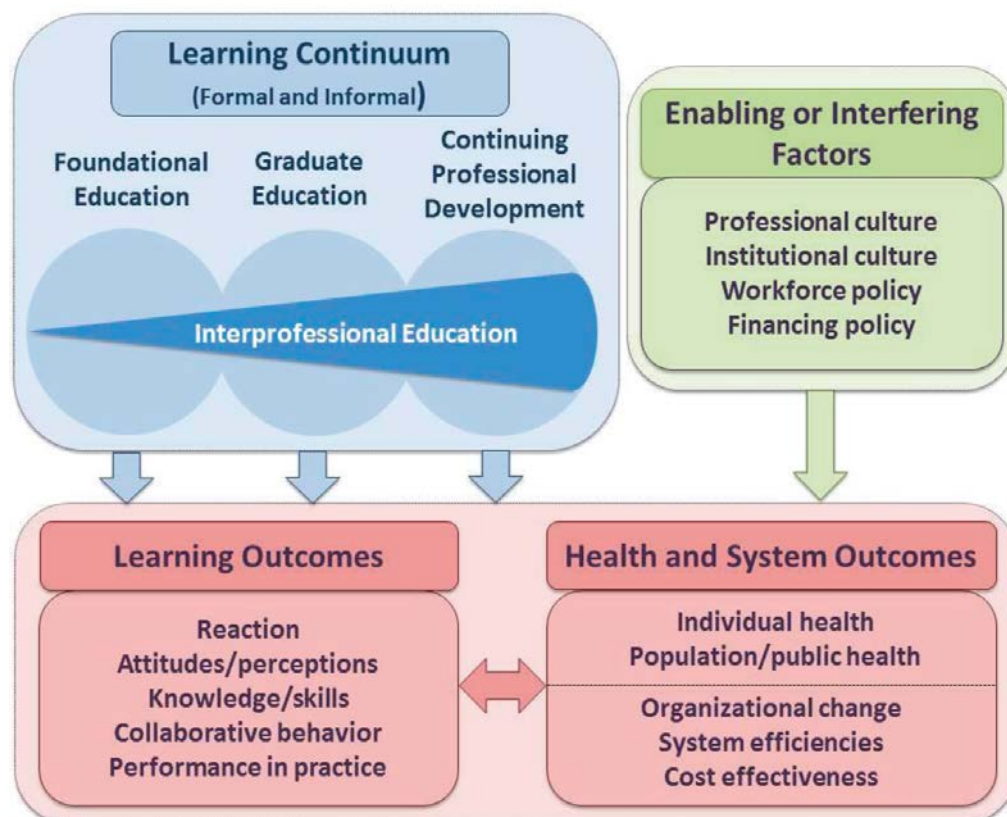 Learning Continuum
(Formal and Informal)
Foundational
Education
Graduate
Education
Continuing
Professional
Development
Interprofessional Education
Enabling or Interfering
Factors
Professional culture
Institutional culture
Workforce policy
Financing policy
Learning Outcomes
Reaction
Attitudes/perceptions
Knowledge/skills
Collaborative behavior
Performance in practice
Health and System Outcomes
Individual health
Population/public health
Organizational change
System efficiencies
Cost effectiveness